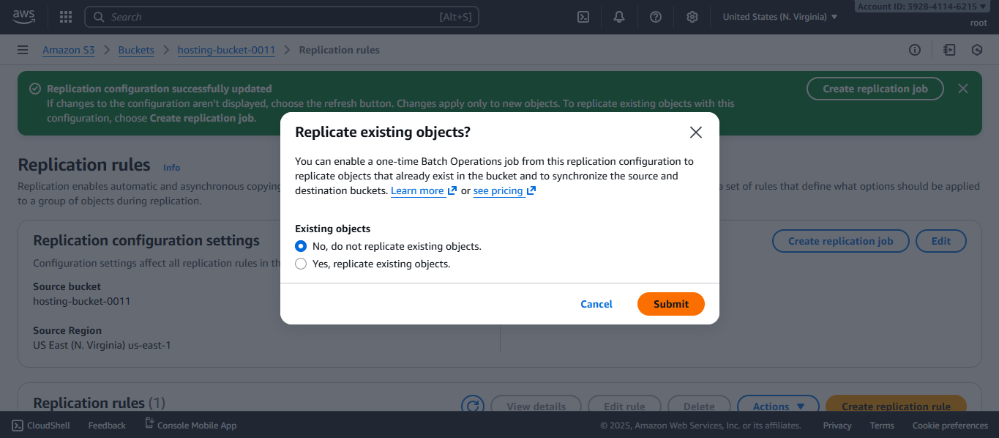 aws
Search [Alt+S]
United States (N. Virginia)
Account ID: 3928-4114-6215
root
Amazon S3 Buckets hosting-bucket-0011 Replication rules
Replication configuration successfully updated
If changes to the configuration aren't displayed, choose the refresh button. Changes apply only to new objects. To replicate existing objects with this
configuration, choose Create replication job.
Create replication job
Replicate existing objects?
You can enable a one-time Batch Operations job from this replication configuration to
replicate objects that already exist in the bucket and to synchronize the source and
destination buckets. Learn more or see pricing
Existing objects
No, do not replicate existing objects.
Yes, replicate existing objects.
Cancel Submit
Replication rules Info
Replication enables automatic and asynchronous copying a set of rules that define what options should be applied
to a group of objects during replication.
Replication configuration settings
Create replication job Edit
Configuration settings affect all replication rules in th
Source bucket
hosting-bucket-0011
Source Region
US East (N. Virginia) us-east-1
Replication rules (1)
View details Edit rule Delete Actions Create replication rule
CloudShell Feedback Console Mobile App © 2025, Amazon Web Services, Inc. or its affiliates. Privacy Terms Cookie preferences